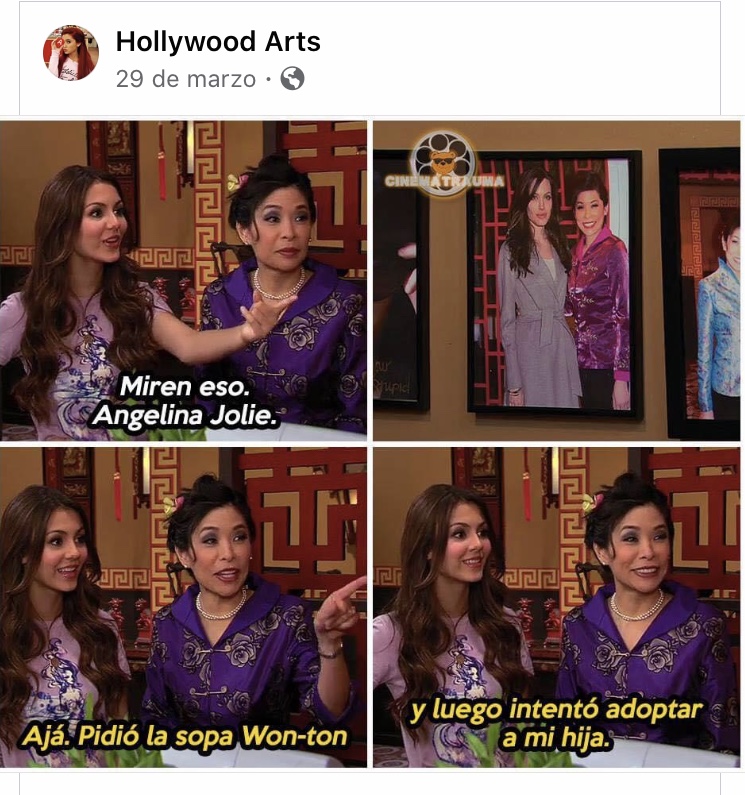 Hollywood Arts
29 de marzo ·
CINEMATRAUMA
Miren eso.
Angelina Jolie.
Ajá. Pidió la sopa Won-ton
y luego intentó adoptar
a mi hija.